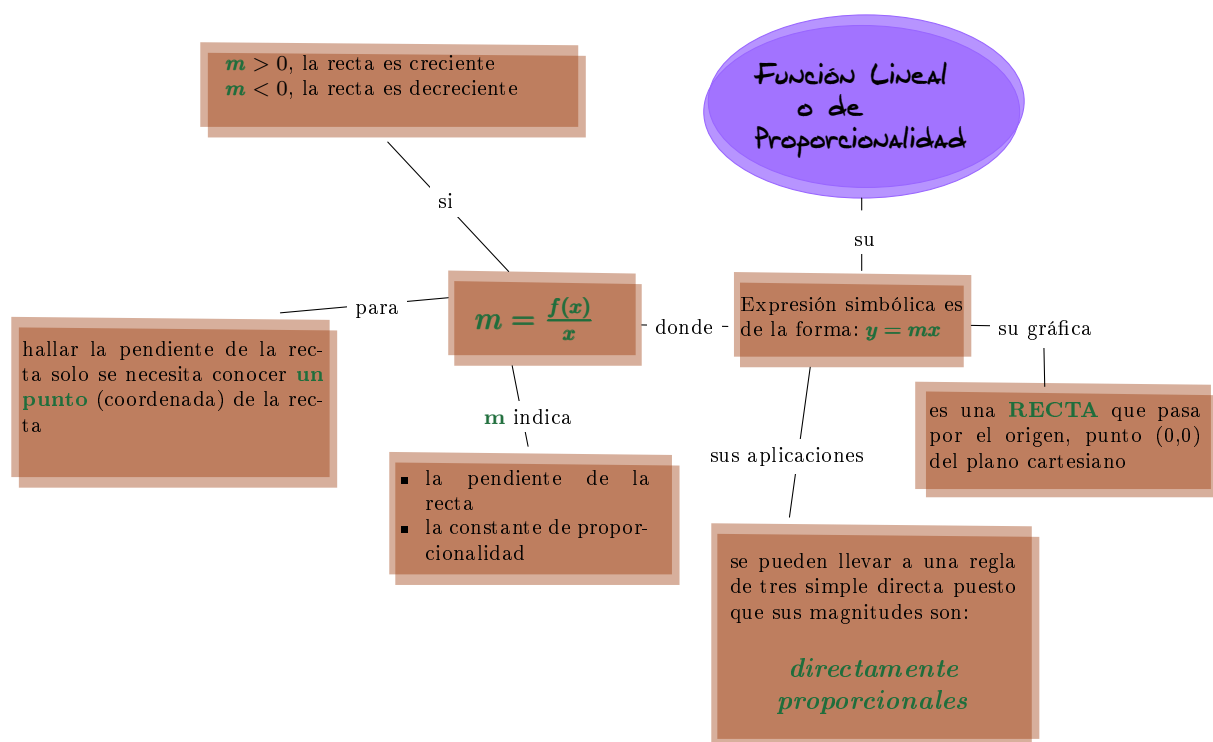 Función Lineal
o de
Proporcionalidad
su
Expresión simbólica es
de la forma: y = mx
su gráfica
es una RECTA que pasa
por el origen, punto (0,0)
del plano cartesiano
sus aplicaciones
se pueden llevar a una regla
de tres simple directa puesto
que sus magnitudes son:
directamente
proporcionales
donde
m = f(x)/x
si
m > 0, la recta es creciente
m < 0, la recta es decreciente
para
hallar la pendiente de la rec-
ta solo se necesita conocer un
punto (coordenada) de la rec-
ta
m indica
▪ la pendiente de la
recta
▪ la constante de propor-
cionalidad